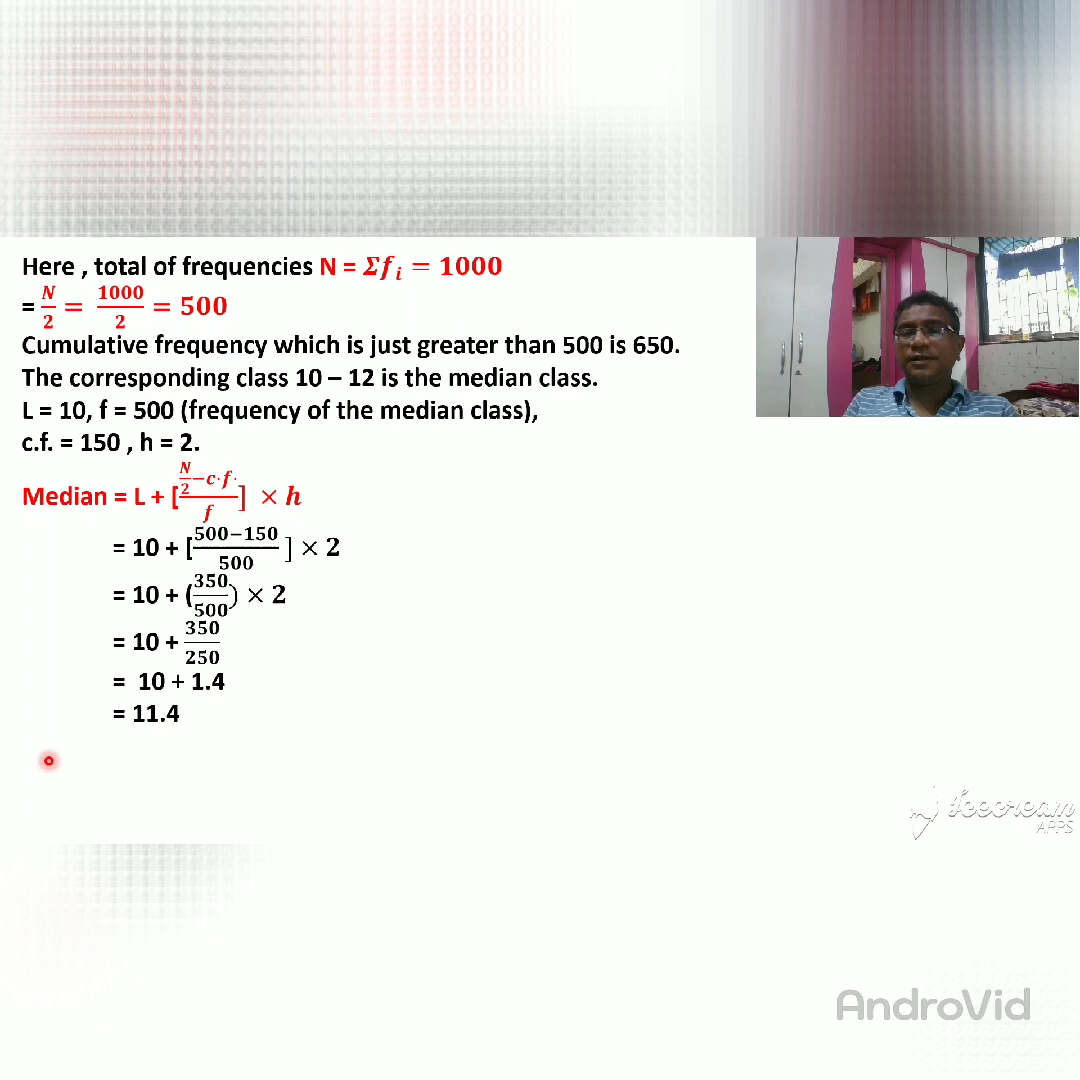 Here , total of frequencies N = Σfᵢ = 1000
= N/2 = 1000/2 = 500
Cumulative frequency which is just greater than 500 is 650.
The corresponding class 10 – 12 is the median class.
L = 10, f = 500 (frequency of the median class),
c.f. = 150 , h = 2.
Median = L + [(N/2 − c·f·)/f] × h
= 10 + [(500−150)/500 ] × 2
= 10 + (350/500) × 2
= 10 + 350/250
= 10 + 1.4
= 11.4
Icecream
APPS
AndroVid